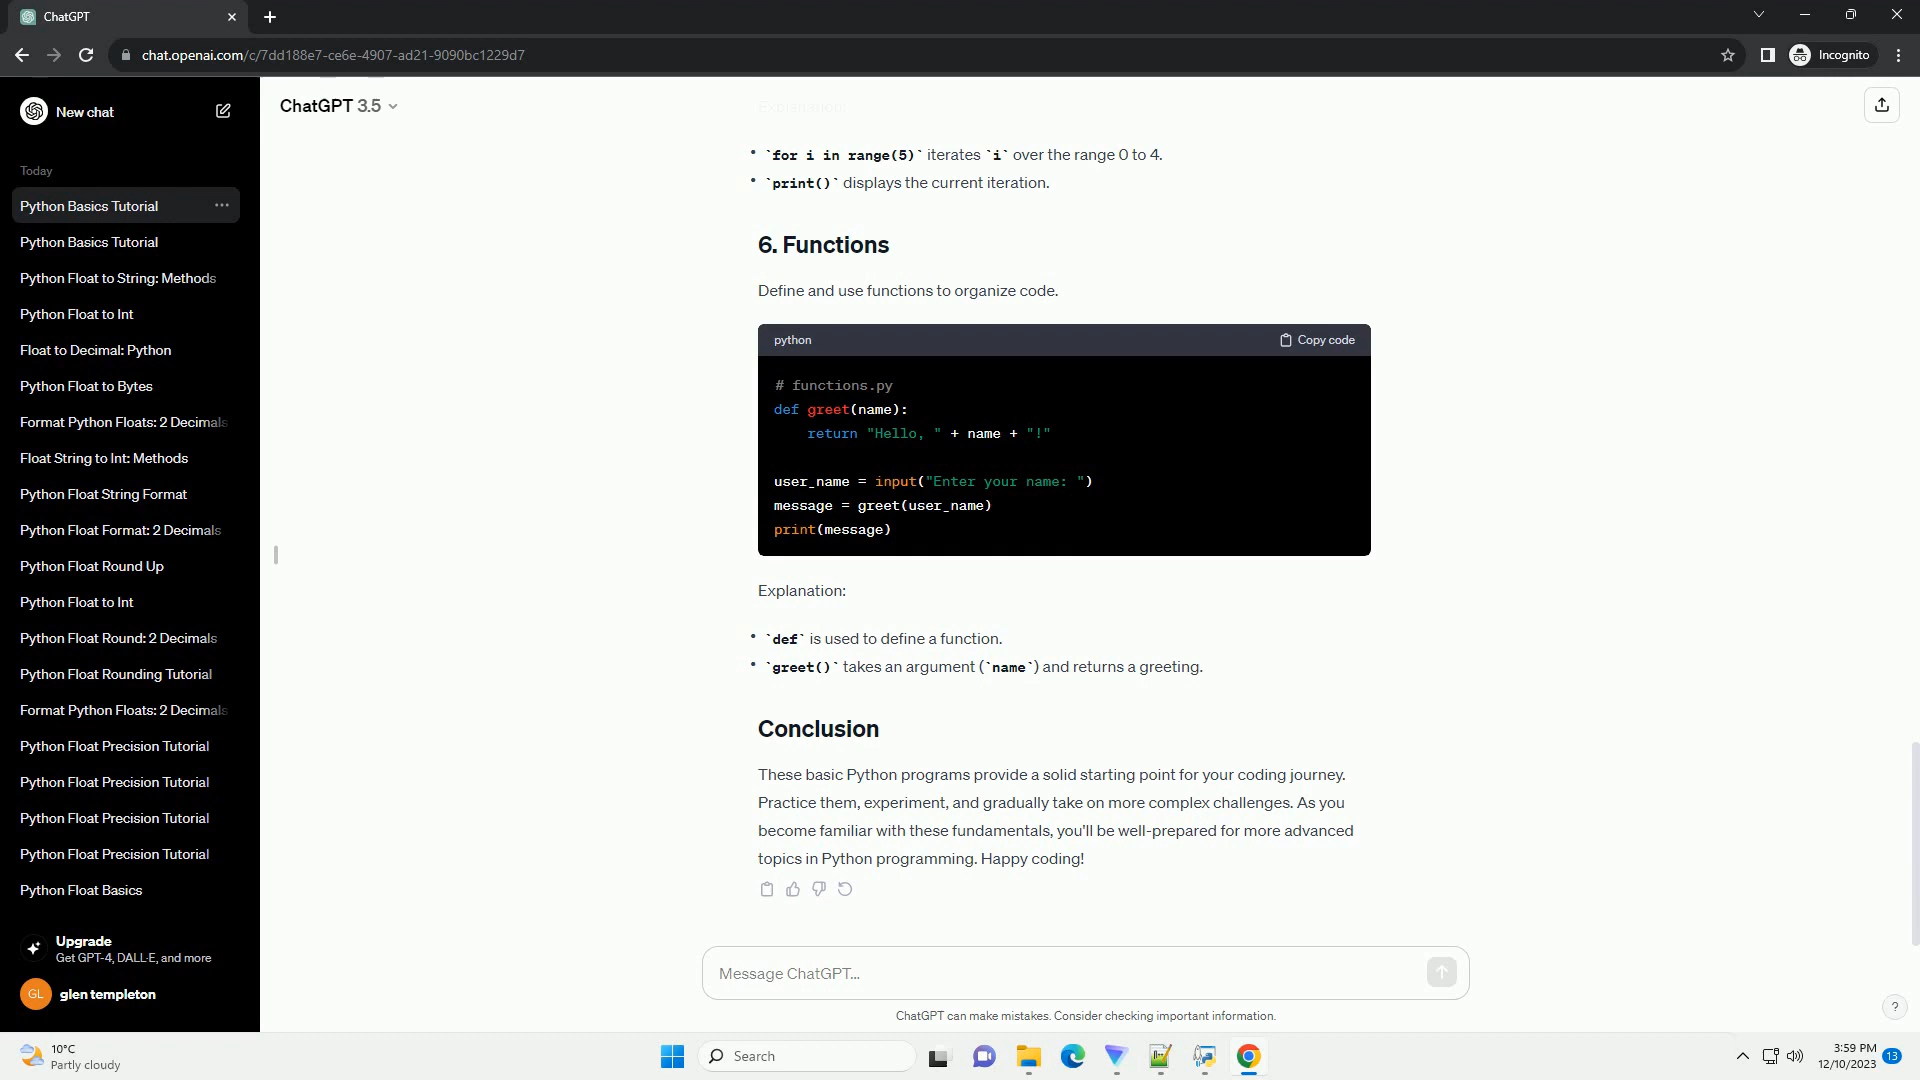 ChatGPT
chat.openai.com/c/7dd188e7-ce6e-4907-ad21-9090bc1229d7
Incognito
New chat
Today
Python Basics Tutorial
Python Basics Tutorial
Python Float to String: Methods
Python Float to Int
Float to Decimal: Python
Python Float to Bytes
Format Python Floats: 2 Decimals
Float String to Int: Methods
Python Float String Format
Python Float Format: 2 Decimals
Python Float Round Up
Python Float to Int
Python Float Round: 2 Decimals
Python Float Rounding Tutorial
Format Python Floats: 2 Decimals
Python Float Precision Tutorial
Python Float Precision Tutorial
Python Float Precision Tutorial
Python Float Precision Tutorial
Python Float Basics
Upgrade
Get GPT-4, DALL·E, and more
GL glen templeton
ChatGPT 3.5
Explanation:
• `for i in range(5)` iterates `i` over the range 0 to 4.
• `print()` displays the current iteration.
6. Functions
Define and use functions to organize code.
python
Copy code
# functions.py
def greet(name):
    return "Hello, " + name + "!"
user_name = input("Enter your name: ")
message = greet(user_name)
print(message)
Explanation:
• `def` is used to define a function.
• `greet()` takes an argument (`name`) and returns a greeting.
Conclusion
These basic Python programs provide a solid starting point for your coding journey.
Practice them, experiment, and gradually take on more complex challenges. As you
become familiar with these fundamentals, you'll be well-prepared for more advanced
topics in Python programming. Happy coding!
Message ChatGPT...
ChatGPT can make mistakes. Consider checking important information.
?
10°C
Partly cloudy
Search
3:59 PM
12/10/2023
13